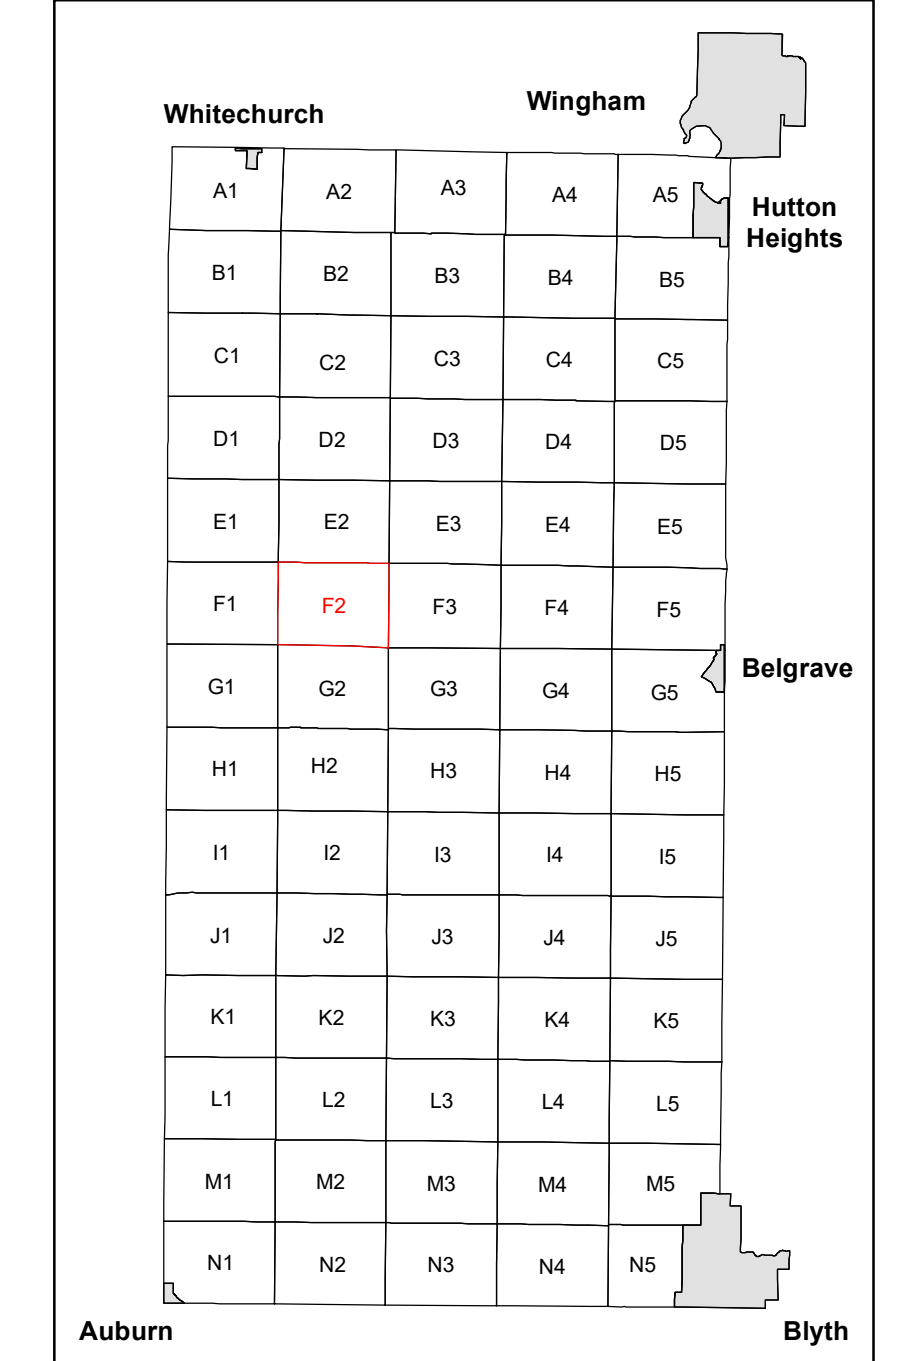 Wingham
Whitechurch
A1 A2 A3 A4 A5
Hutton
Heights
B1 B2 B3 B4 B5
C1 C2 C3 C4 C5
D1 D2 D3 D4 D5
E1 E2 E3 E4 E5
F1 F2 F3 F4 F5
Belgrave
G1 G2 G3 G4 G5
H1 H2 H3 H4 H5
I1 I2 I3 I4 I5
J1 J2 J3 J4 J5
K1 K2 K3 K4 K5
L1 L2 L3 L4 L5
M1 M2 M3 M4 M5
N1 N2 N3 N4 N5
Auburn
Blyth